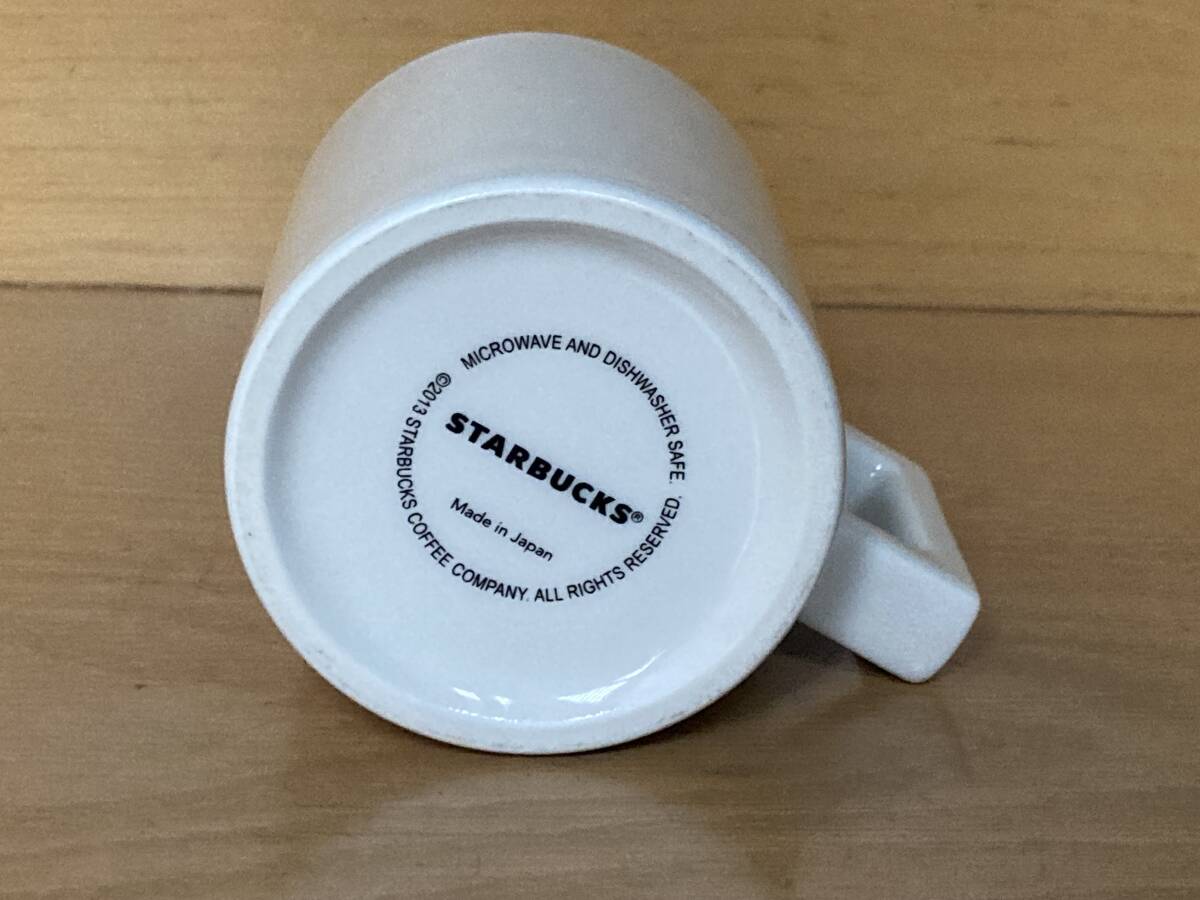 MICROWAVE AND DISHWASHER SAFE.
STARBUCKS®
Made in Japan
©2013 STARBUCKS COFFEE COMPANY. ALL RIGHTS RESERVED.